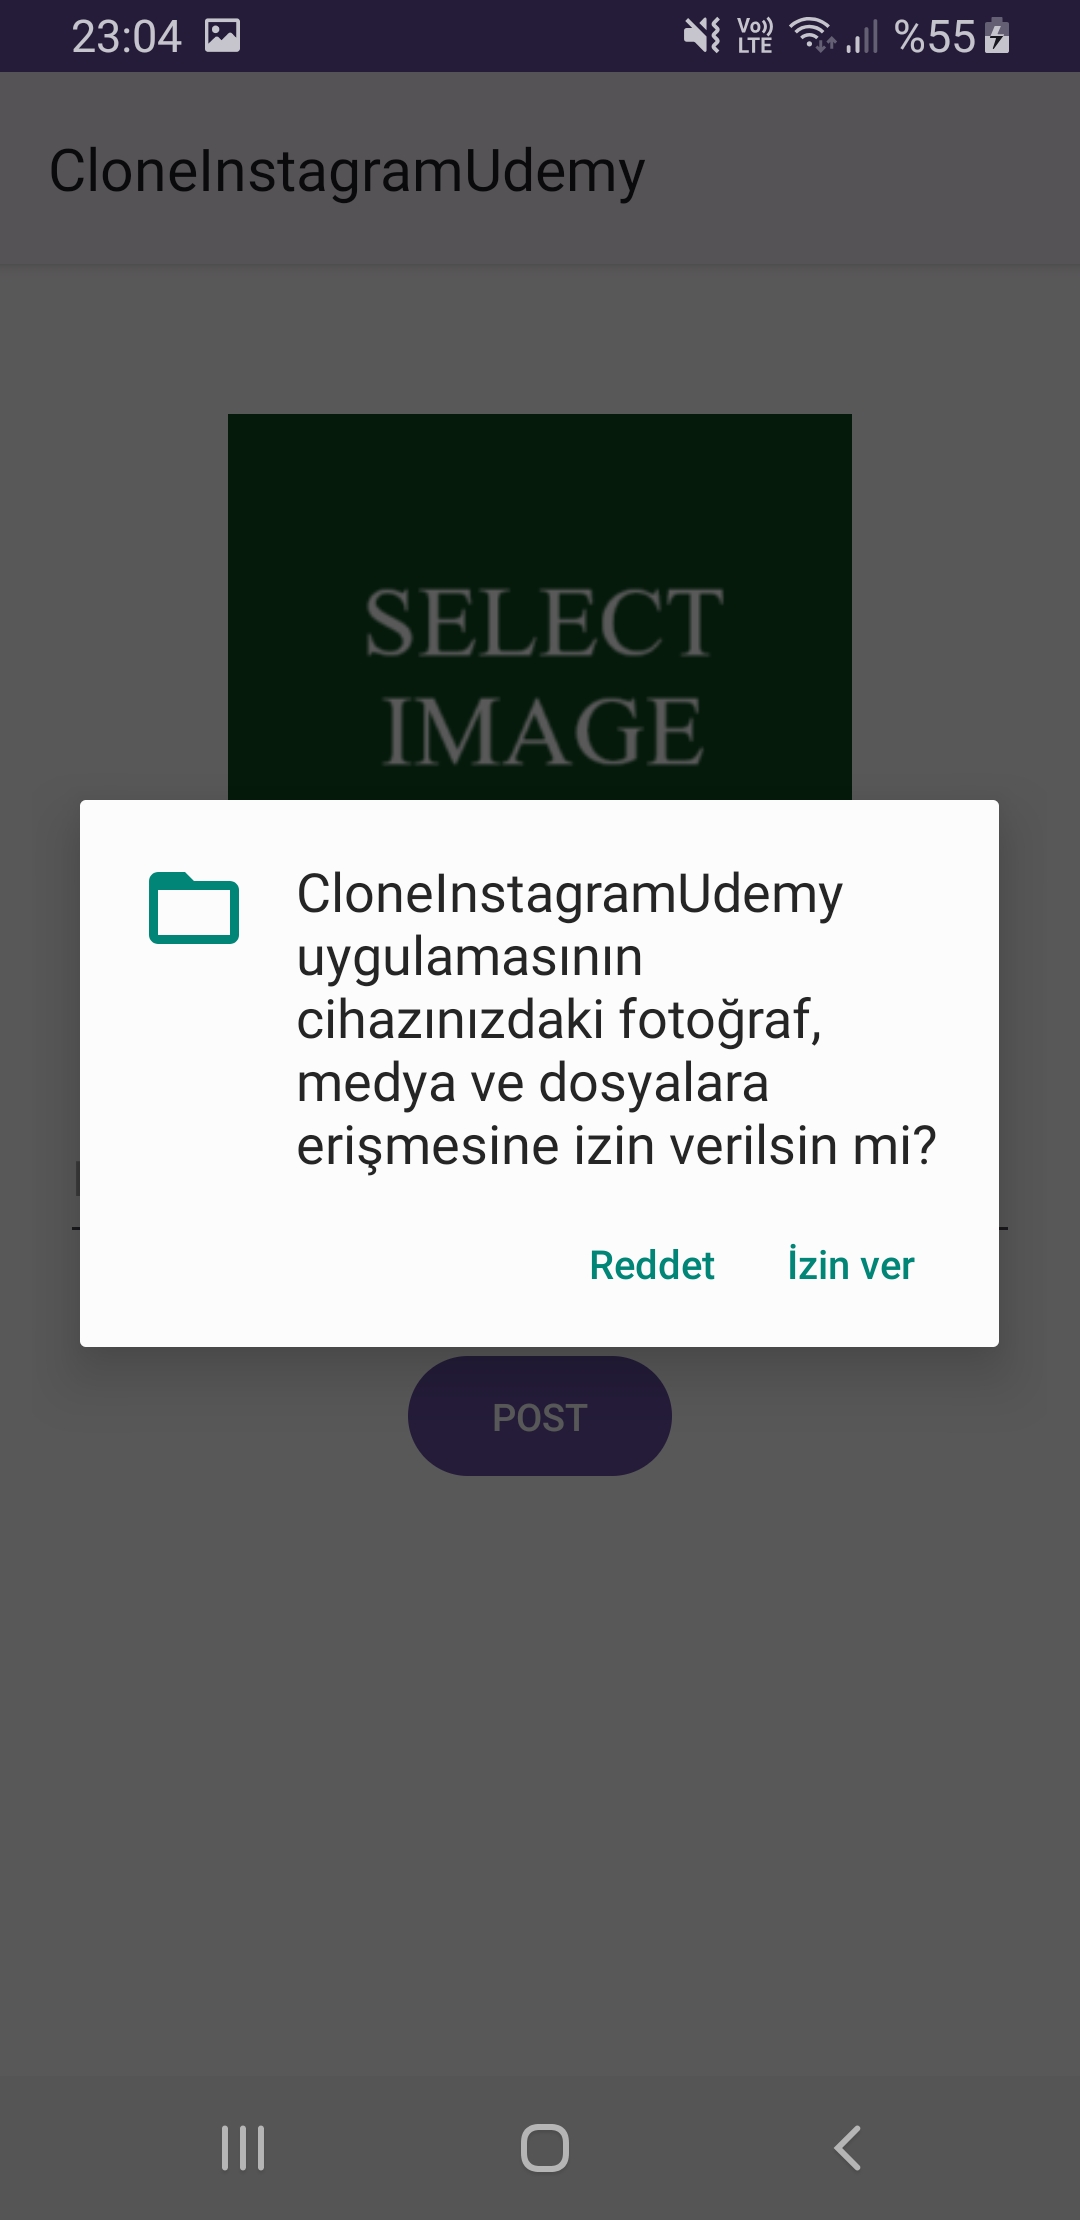 23:04
Vo)) LTE
%55
CloneInstagramUdemy
SELECT
IMAGE
CloneInstagramUdemy
uygulamasının
cihazınızdaki fotoğraf,
medya ve dosyalara
erişmesine izin verilsin mi?
Reddet İzin ver
POST